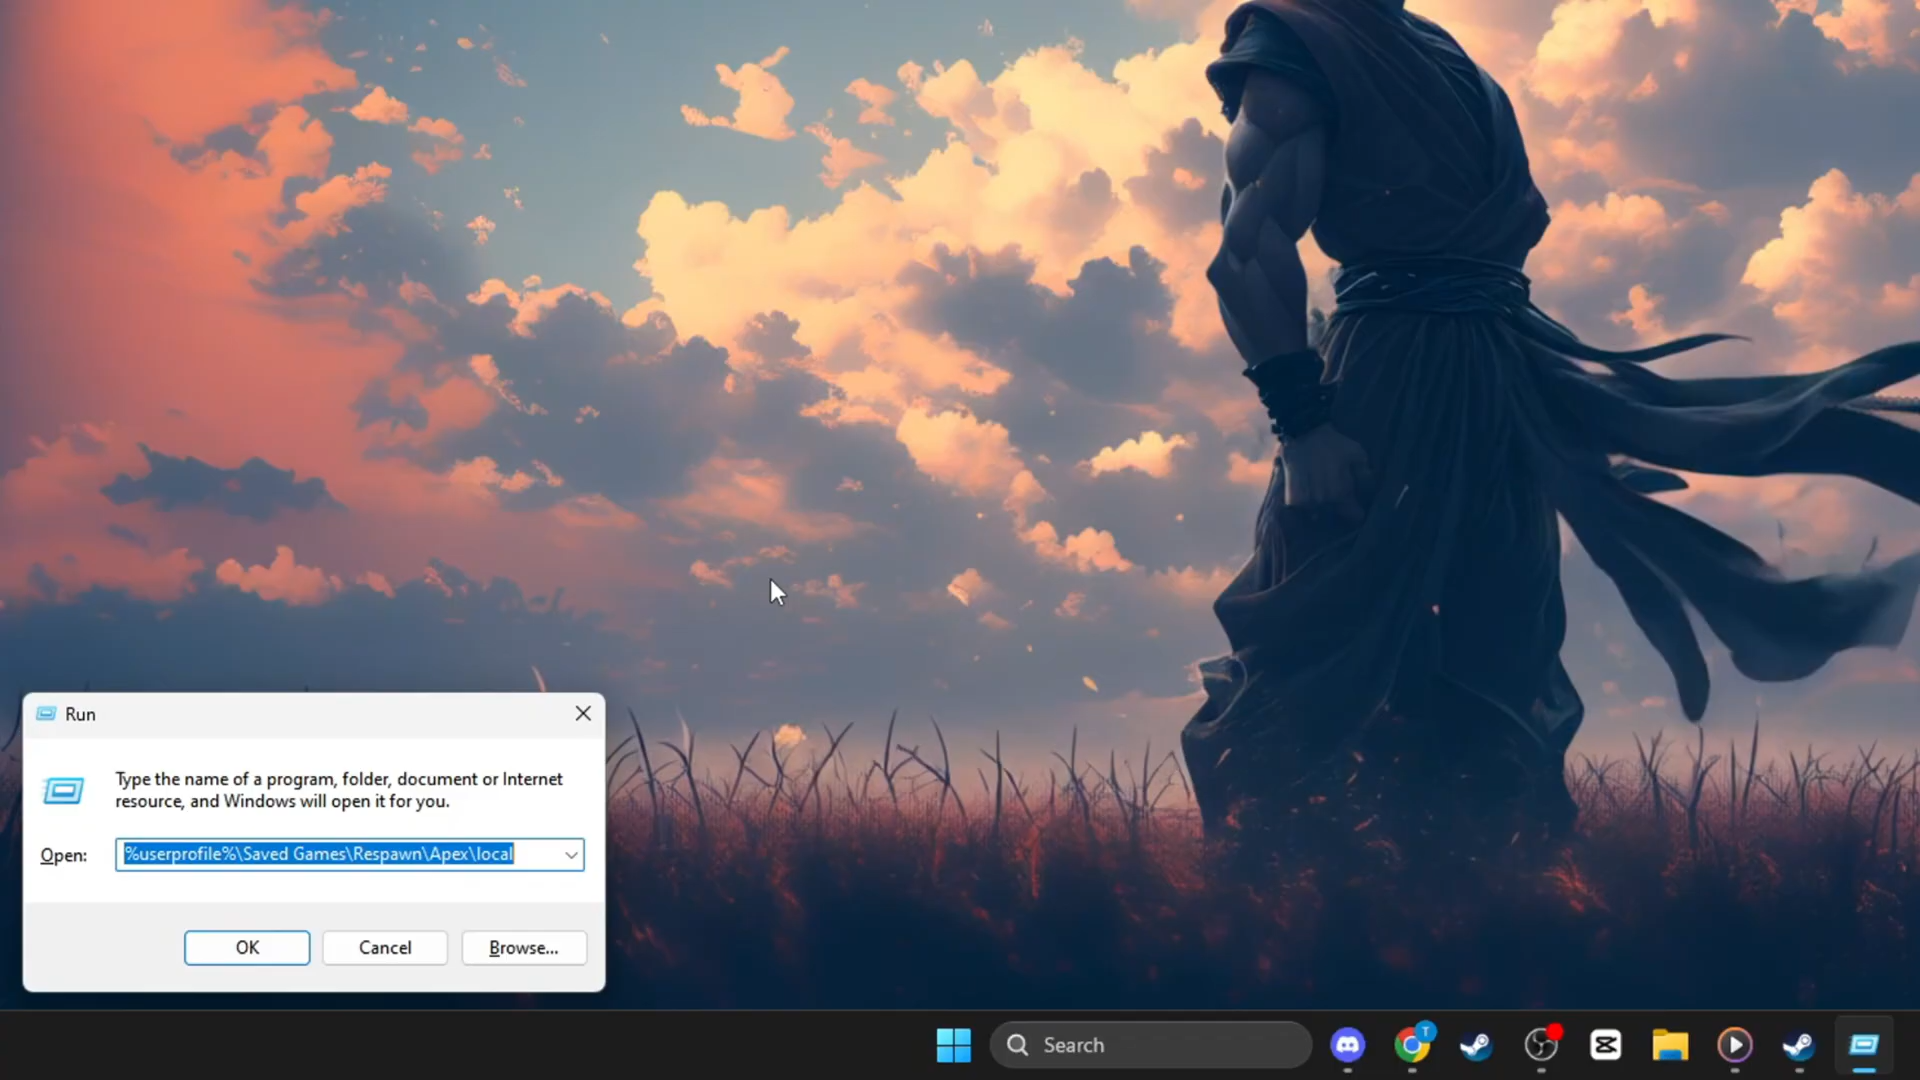 Run
Type the name of a program, folder, document or Internet
resource, and Windows will open it for you.
Open:
%userprofile%\Saved Games\Respawn\Apex\local
OK
Cancel
Browse...
Search
T